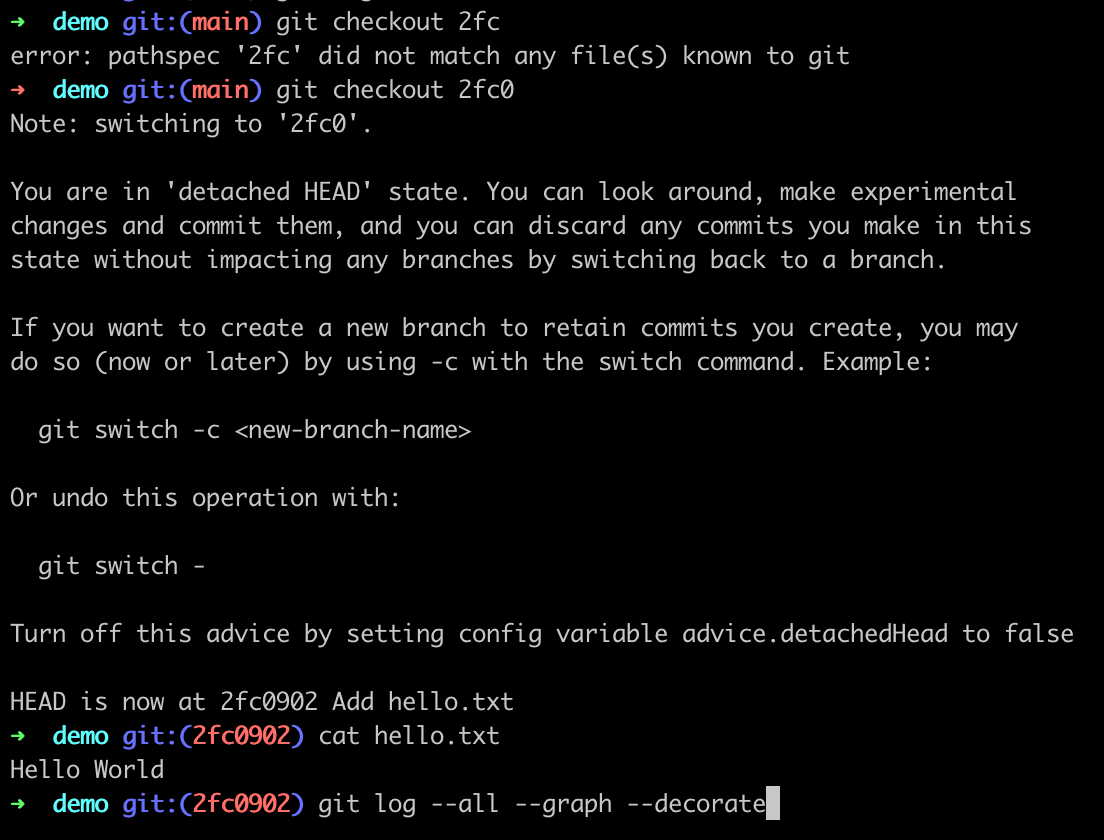 ➜  demo git:(main) git checkout 2fc
error: pathspec '2fc' did not match any file(s) known to git
➜  demo git:(main) git checkout 2fc0
Note: switching to '2fc0'.

You are in 'detached HEAD' state. You can look around, make experimental
changes and commit them, and you can discard any commits you make in this
state without impacting any branches by switching back to a branch.

If you want to create a new branch to retain commits you create, you may
do so (now or later) by using -c with the switch command. Example:

  git switch -c <new-branch-name>

Or undo this operation with:

  git switch -

Turn off this advice by setting config variable advice.detachedHead to false

HEAD is now at 2fc0902 Add hello.txt
➜  demo git:(2fc0902) cat hello.txt
Hello World
➜  demo git:(2fc0902) git log --all --graph --decorate